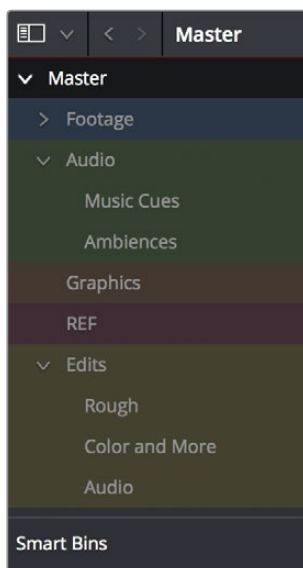 Master
Master
Footage
Audio
Music Cues
Ambiences
Graphics
REF
Edits
Rough
Color and More
Audio
Smart Bins